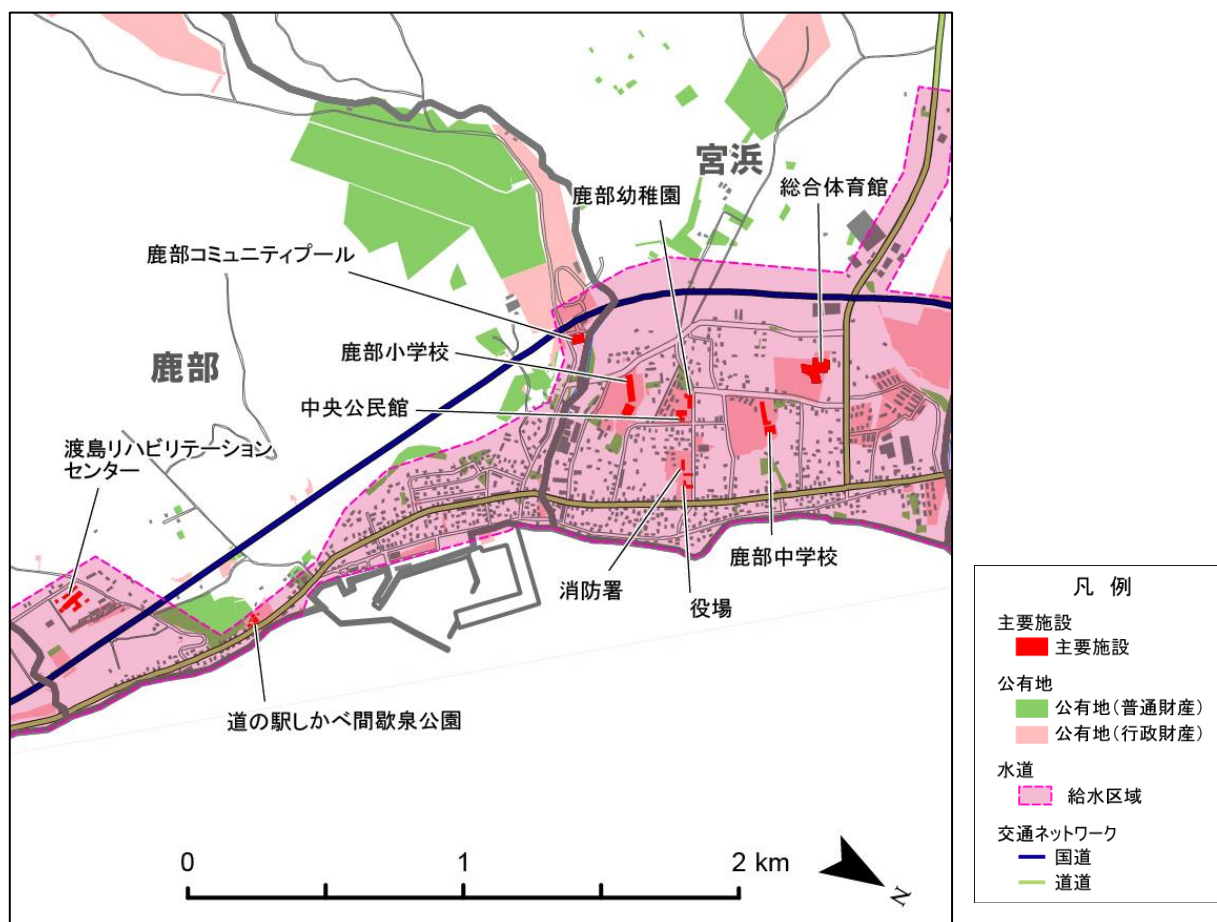 宮浜
総合体育館
鹿部幼稚園
鹿部コミュニティプール
鹿部小学校
鹿部
中央公民館
渡島リハビリテーション
センター
鹿部中学校
消防署
役場
道の駅しかべ間歇泉公園
0 1 2 km
N
凡 例
主要施設
主要施設
公有地
公有地(普通財産)
公有地(行政財産)
水道
給水区域
交通ネットワーク
国道
道道